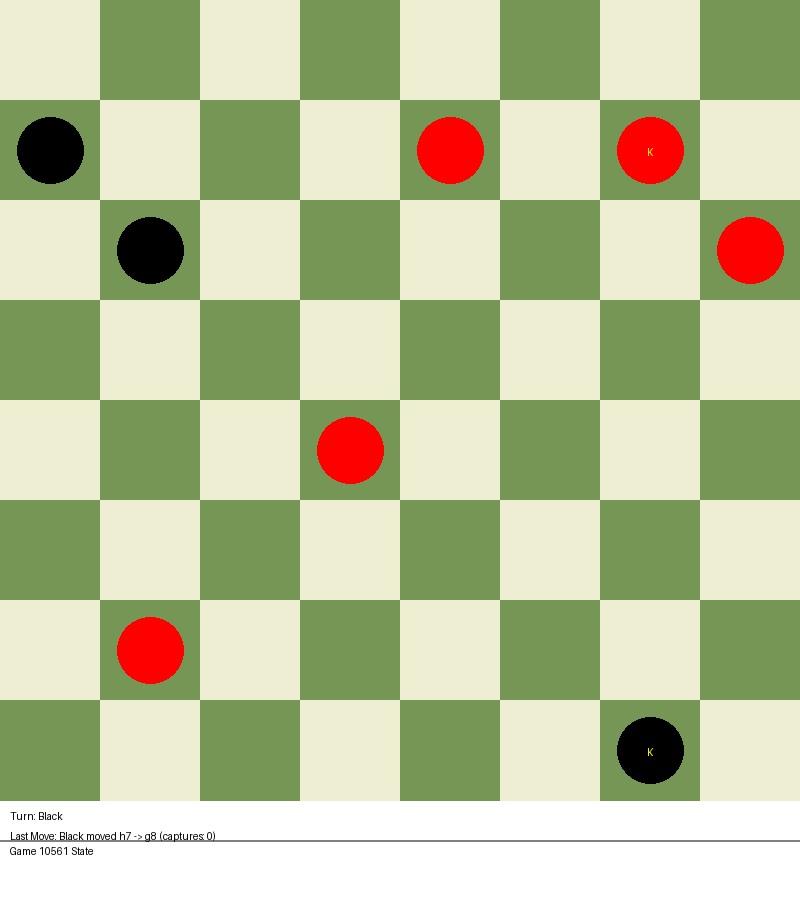 K
K
Turn: Black
Last Move: Black moved h7 -> g8 (captures: 0)
Game 10561 State